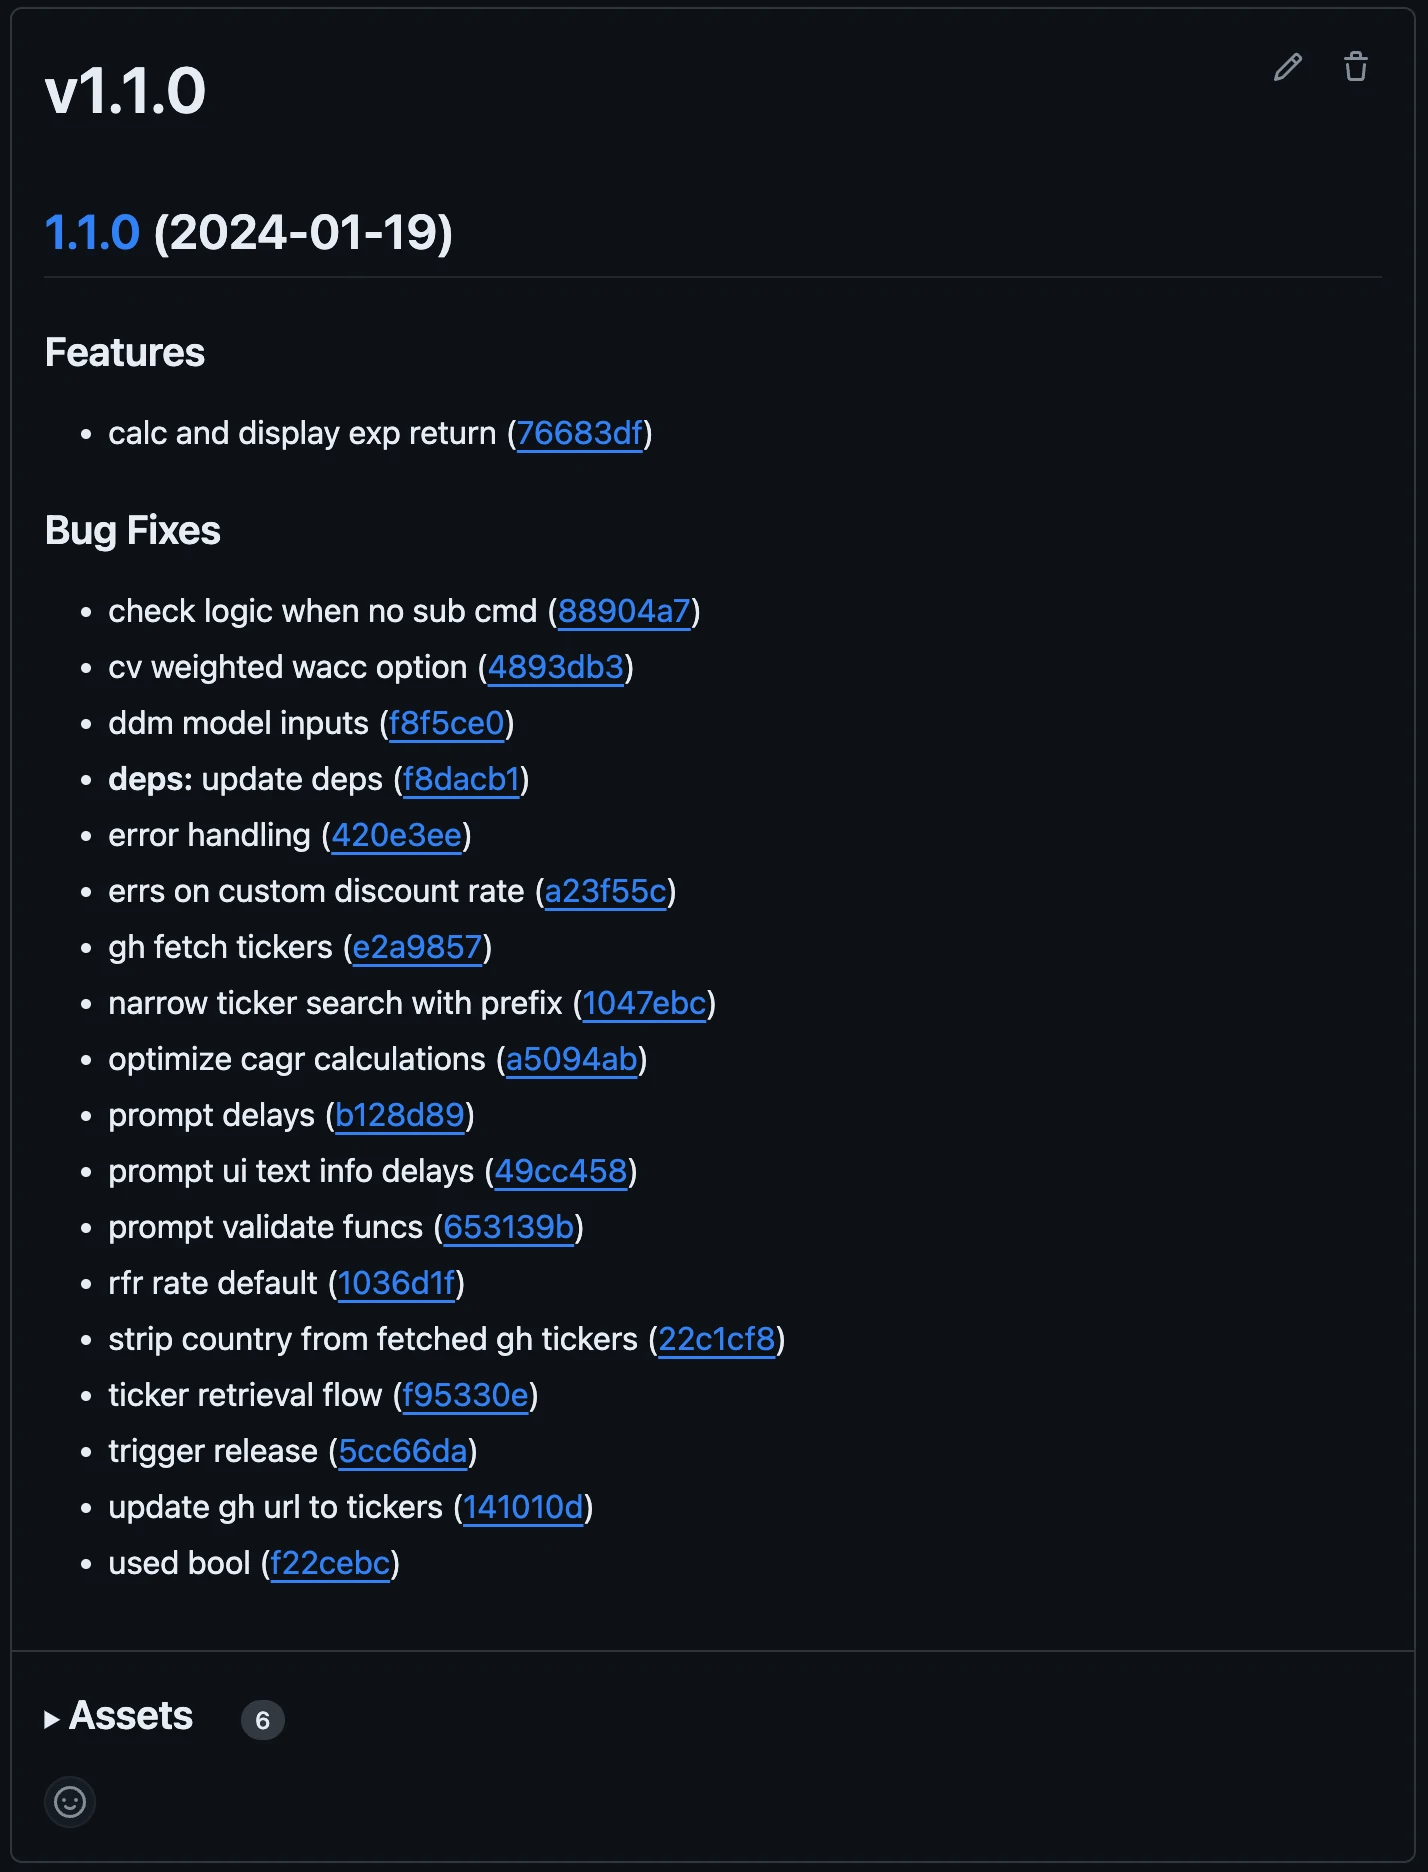 v1.1.0
1.1.0 (2024-01-19)
Features
calc and display exp return (76683df)
Bug Fixes
check logic when no sub cmd (88904a7)
cv weighted wacc option (4893db3)
ddm model inputs (f8f5ce0)
deps: update deps (f8dacb1)
error handling (420e3ee)
errs on custom discount rate (a23f55c)
gh fetch tickers (e2a9857)
narrow ticker search with prefix (1047ebc)
optimize cagr calculations (a5094ab)
prompt delays (b128d89)
prompt ui text info delays (49cc458)
prompt validate funcs (653139b)
rfr rate default (1036d1f)
strip country from fetched gh tickers (22c1cf8)
ticker retrieval flow (f95330e)
trigger release (5cc66da)
update gh url to tickers (141010d)
used bool (f22cebc)
Assets 6